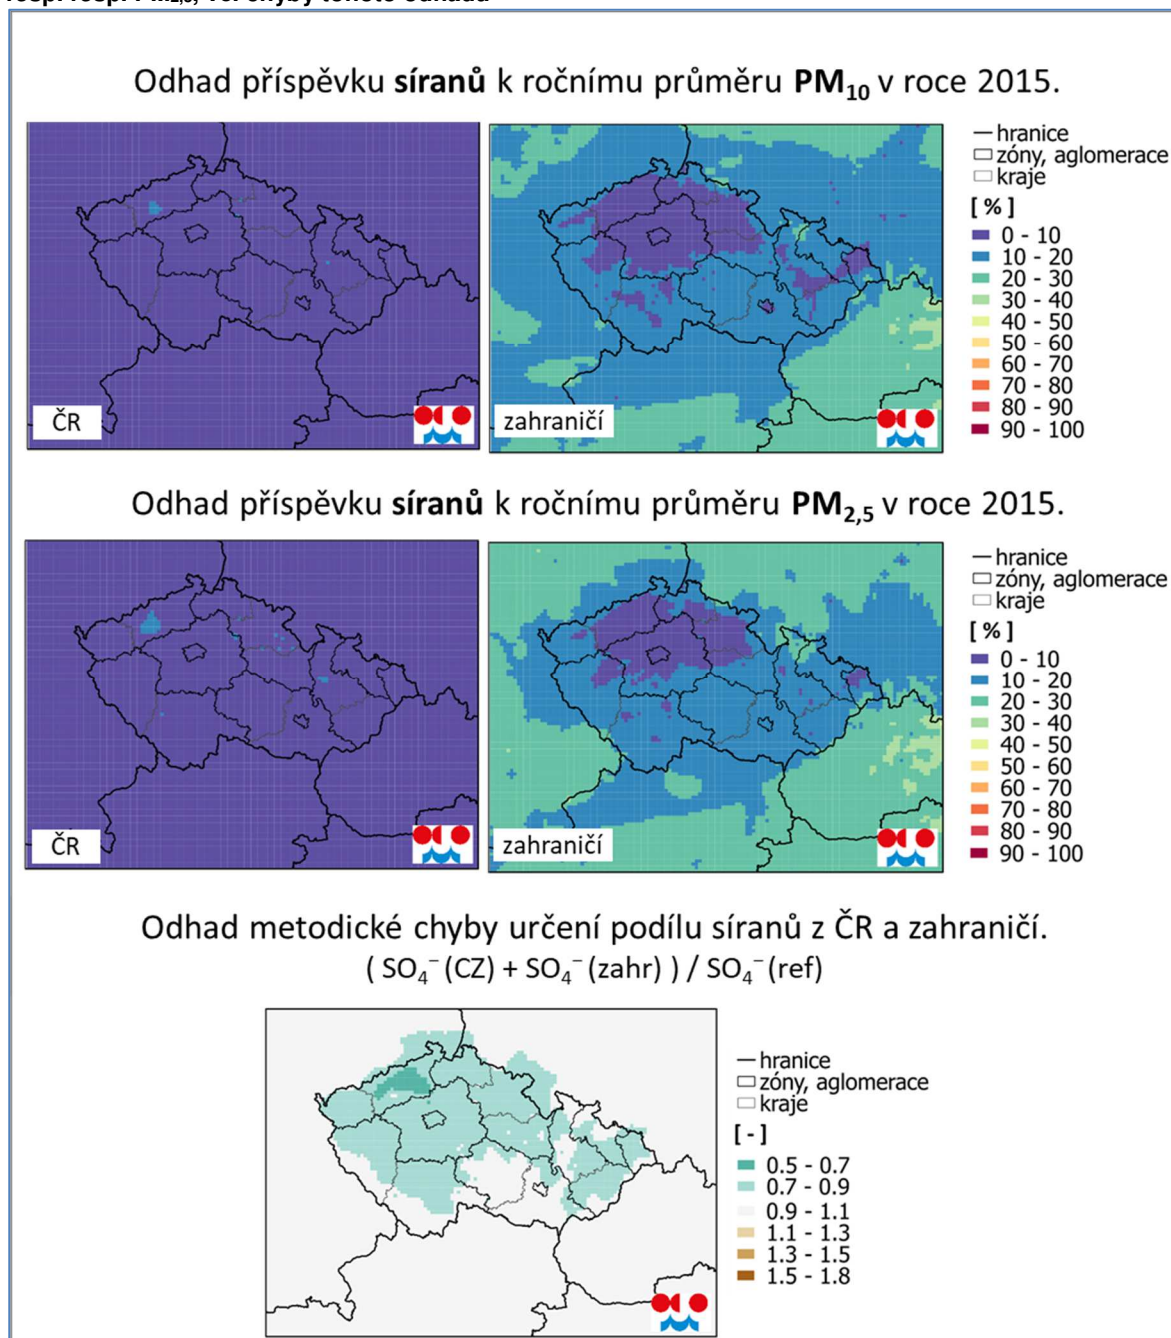 Odhad příspěvku síranů k ročnímu průměru PM₁₀ v roce 2015.
hranice
zóny, aglomerace
kraje
[ % ]
0 - 10
10 - 20
20 - 30
30 - 40
40 - 50
50 - 60
60 - 70
70 - 80
80 - 90
90 - 100
ČR
zahraničí
Odhad příspěvku síranů k ročnímu průměru PM₂,₅ v roce 2015.
hranice
zóny, aglomerace
kraje
[ % ]
0 - 10
10 - 20
20 - 30
30 - 40
40 - 50
50 - 60
60 - 70
70 - 80
80 - 90
90 - 100
ČR
zahraničí
Odhad metodické chyby určení podílu síranů z ČR a zahraničí.
( SO₄⁻ (CZ) + SO₄⁻ (zahr) ) / SO₄⁻ (ref)
hranice
zóny, aglomerace
kraje
[ - ]
0.5 - 0.7
0.7 - 0.9
0.9 - 1.1
1.1 - 1.3
1.3 - 1.5
1.5 - 1.8